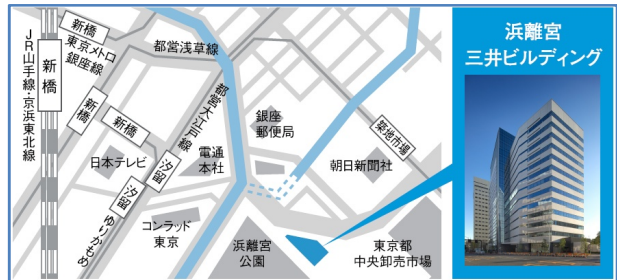 新橋
東京メトロ
銀座線
都営浅草線
JR山手線・京浜東北線
新橋
新橋
新橋
都営大江戸線
汐留
日本テレビ
電通
本社
銀座
郵便局
築地市場
朝日新聞社
汐留
ゆりかもめ
コンラッド
東京
浜離宮
公園
東京都
中央卸売市場
浜離宮
三井ビルディング